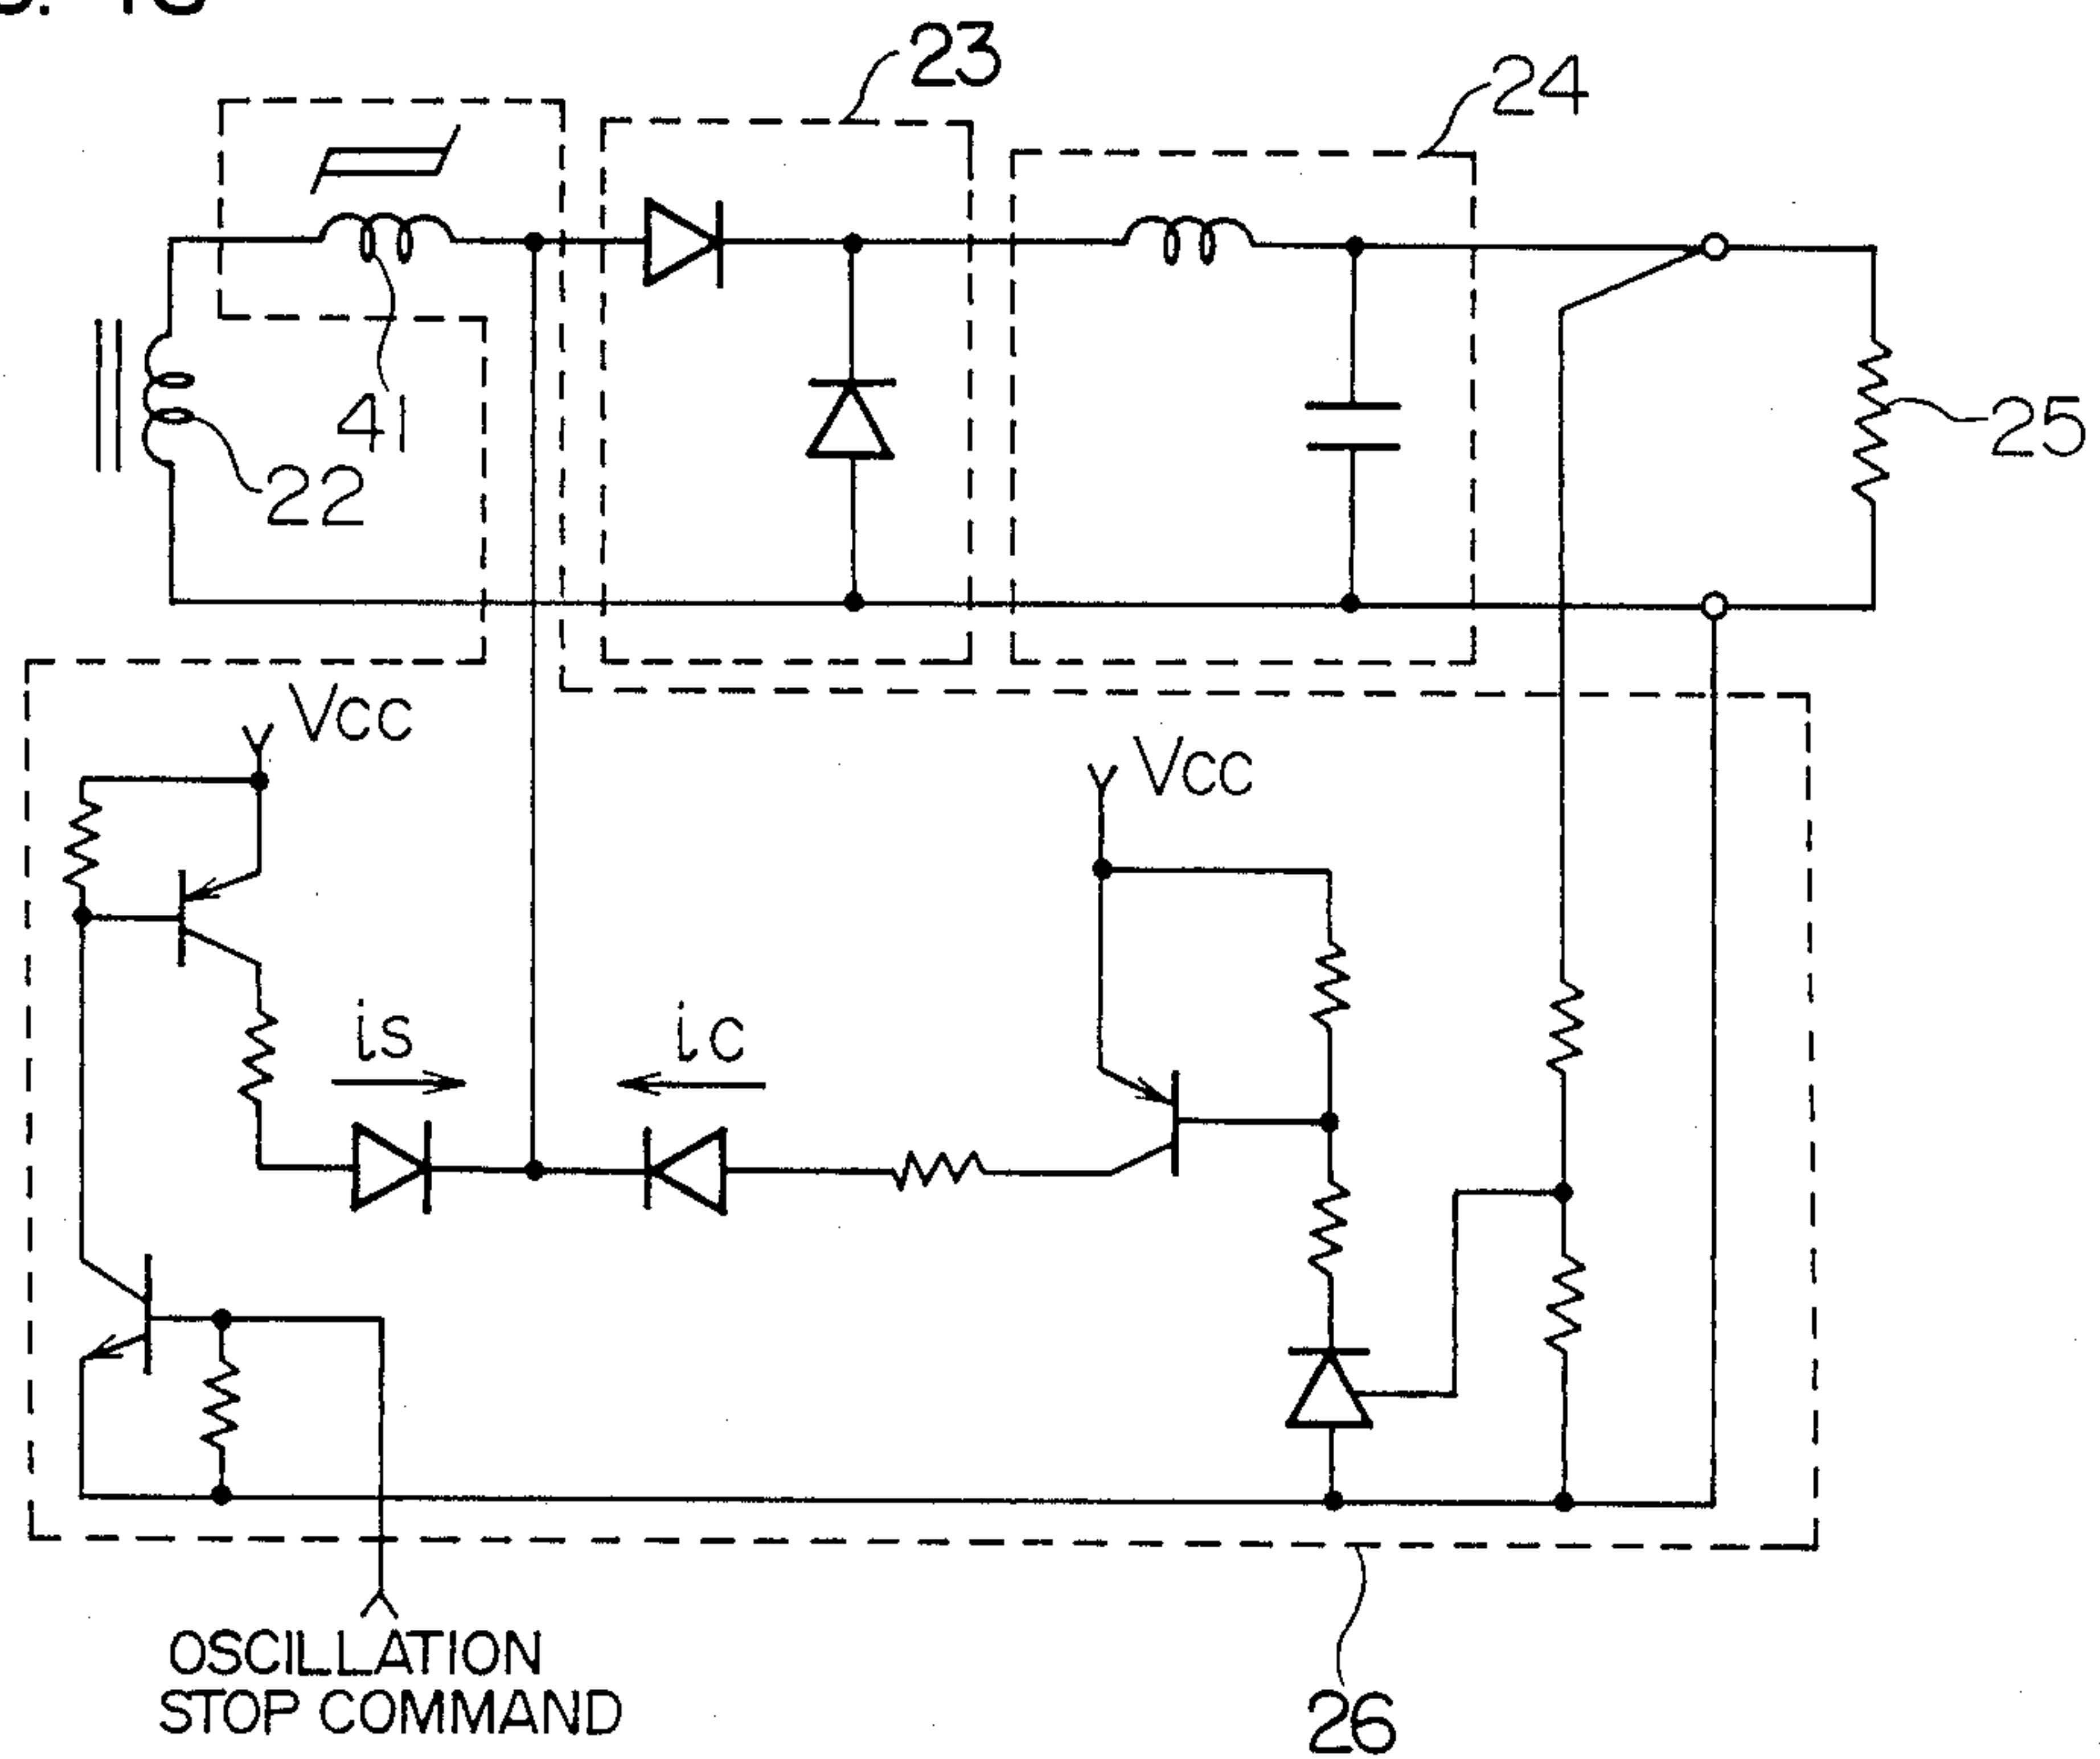 23
24
41
22
25
Vcc
Vcc
is
ic
OSCILLATION
STOP COMMAND
26